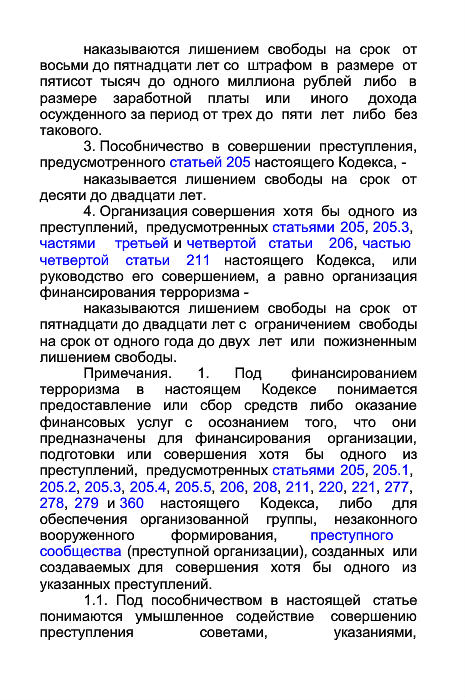 наказываются лишением свободы на срок от
восьми до пятнадцати лет со штрафом в размере от
пятисот тысяч до одного миллиона рублей либо в
размере заработной платы или иного дохода
осужденного за период от трех до пяти лет либо без
такового.
3. Пособничество в совершении преступления,
предусмотренного статьей 205 настоящего Кодекса, -
наказывается лишением свободы на срок от
десяти до двадцати лет.
4. Организация совершения хотя бы одного из
преступлений, предусмотренных статьями 205, 205.3,
частями третьей и четвертой статьи 206, частью
четвертой статьи 211 настоящего Кодекса, или
руководство его совершением, а равно организация
финансирования терроризма -
наказываются лишением свободы на срок от
пятнадцати до двадцати лет с ограничением свободы
на срок от одного года до двух лет или пожизненным
лишением свободы.
Примечания. 1. Под финансированием
терроризма в настоящем Кодексе понимается
предоставление или сбор средств либо оказание
финансовых услуг с осознанием того, что они
предназначены для финансирования организации,
подготовки или совершения хотя бы одного из
преступлений, предусмотренных статьями 205, 205.1,
205.2, 205.3, 205.4, 205.5, 206, 208, 211, 220, 221, 277,
278, 279 и 360 настоящего Кодекса, либо для
обеспечения организованной группы, незаконного
вооруженного формирования, преступного
сообщества (преступной организации), созданных или
создаваемых для совершения хотя бы одного из
указанных преступлений.
1.1. Под пособничеством в настоящей статье
понимаются умышленное содействие совершению
преступления советами, указаниями,